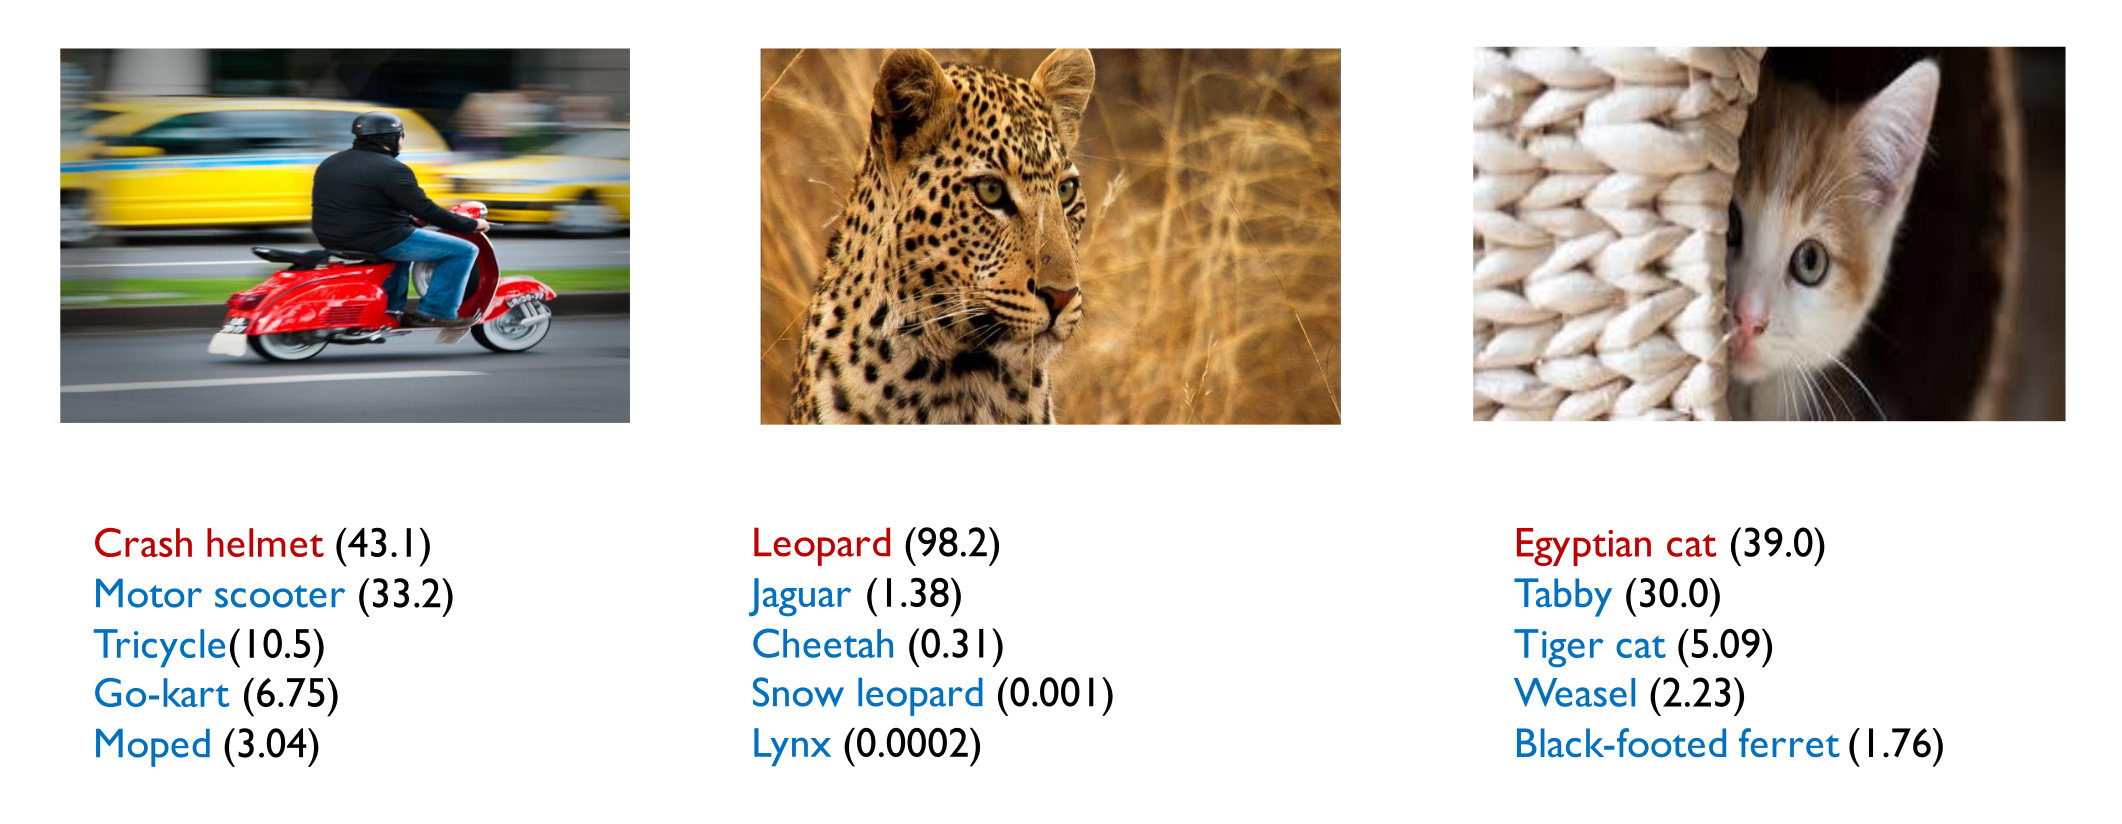 Crash helmet (43.1)
Motor scooter (33.2)
Tricycle(10.5)
Go-kart (6.75)
Moped (3.04)
Leopard (98.2)
Jaguar (1.38)
Cheetah (0.31)
Snow leopard (0.001)
Lynx (0.0002)
Egyptian cat (39.0)
Tabby (30.0)
Tiger cat (5.09)
Weasel (2.23)
Black-footed ferret (1.76)